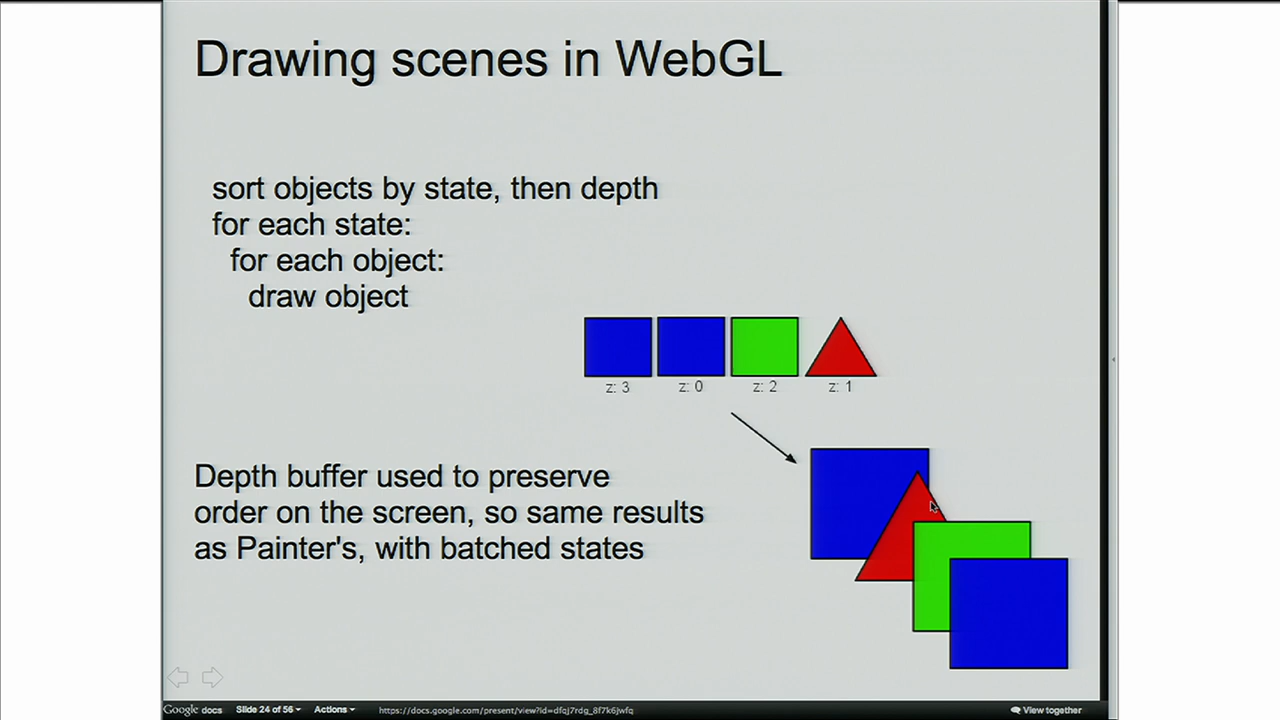 Drawing scenes in WebGL
sort objects by state, then depth
for each state:
for each object:
draw object
z: 3
z: 0
z: 2
z: 1
Depth buffer used to preserve
order on the screen, so same results
as Painter's, with batched states
Google docs
Slide 24 of 56
Actions
https://docs.google.com/present/view?id=dfqj7rdg_8f7k6jwfq
View together